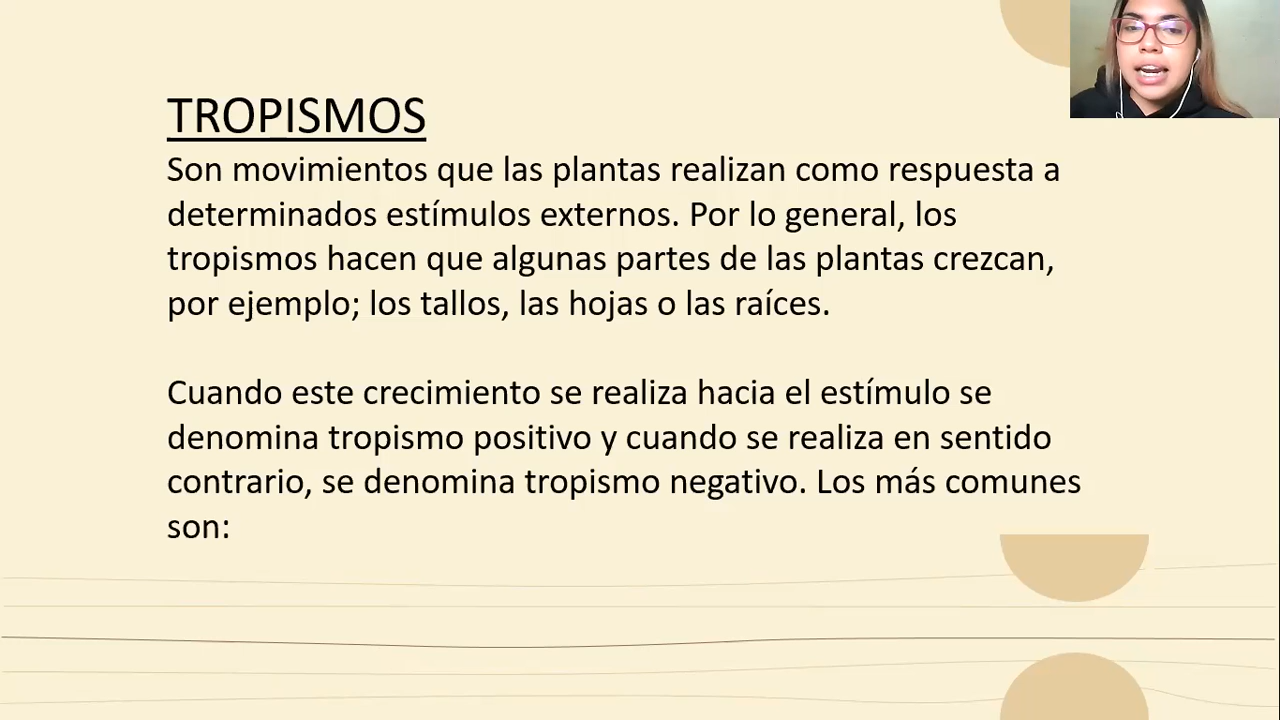 TROPISMOS
Son movimientos que las plantas realizan como respuesta a
determinados estímulos externos. Por lo general, los
tropismos hacen que algunas partes de las plantas crezcan,
por ejemplo; los tallos, las hojas o las raíces.
Cuando este crecimiento se realiza hacia el estímulo se
denomina tropismo positivo y cuando se realiza en sentido
contrario, se denomina tropismo negativo. Los más comunes
son: